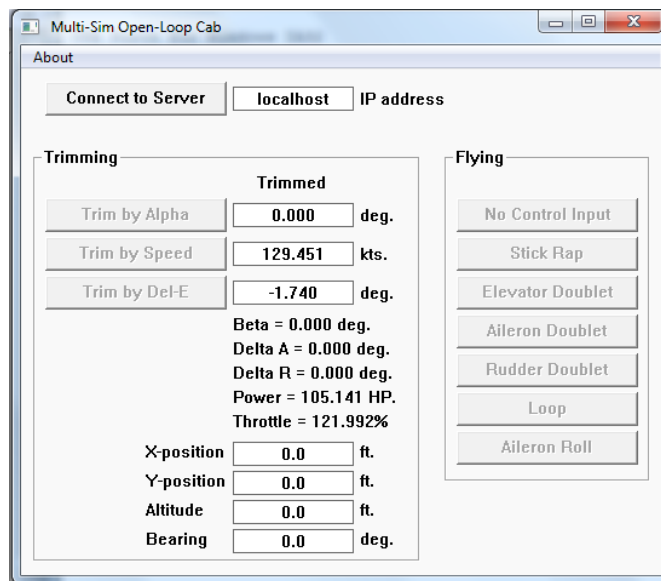 Multi-Sim Open-Loop Cab
About
Connect to Server localhost IP address
Trimming
Trimmed
Trim by Alpha 0.000 deg.
Trim by Speed 129.451 kts.
Trim by Del-E -1.740 deg.
Beta = 0.000 deg.
Delta A = 0.000 deg.
Delta R = 0.000 deg.
Power = 105.141 HP.
Throttle = 121.992%
X-position 0.0 ft.
Y-position 0.0 ft.
Altitude 0.0 ft.
Bearing 0.0 deg.
Flying
No Control Input
Stick Rap
Elevator Doublet
Aileron Doublet
Rudder Doublet
Loop
Aileron Roll